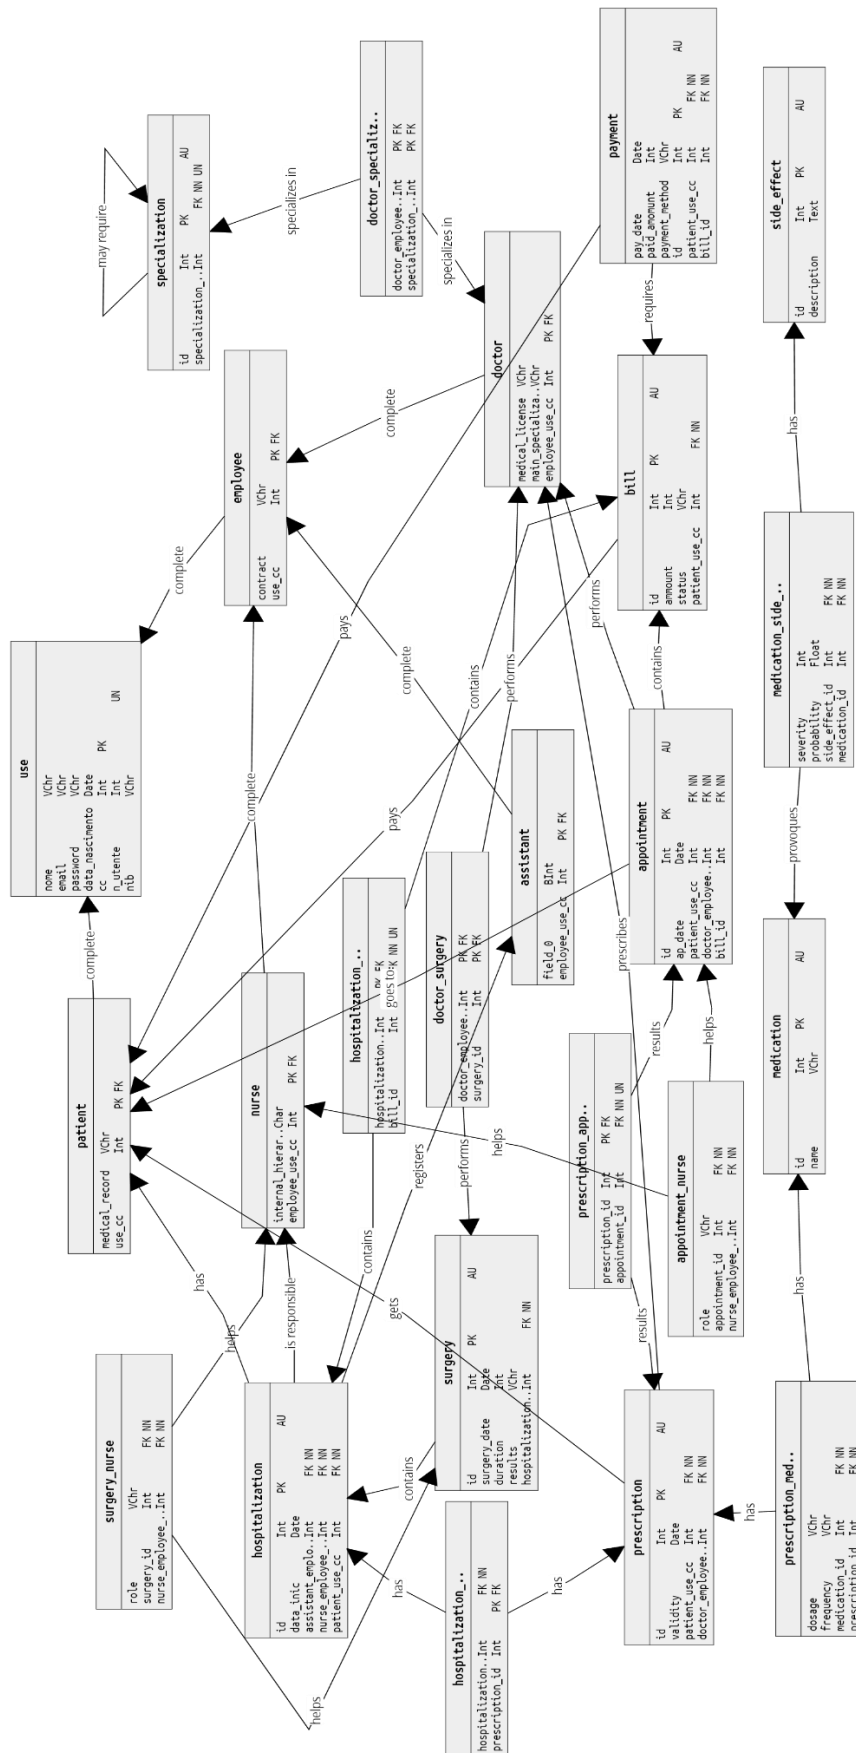 use
nome VChr
email VChr
password VChr
data_nascimento Date
cc Int PK
n_utente Int UN
nib VChr
complete
complete
patient
medical_record VChr
use_cc Int PK FK
surgery_nurse
role VChr
surgery_id Int FK NN
nurse_employee_..Int FK NN
has
helps
helps
is responsible
employee
contract VChr
use_cc Int PK FK
specialization
id Int PK AU
specialization_..Int FK NN UN
may require
specializes in
complete
nurse
internal_hierar..Char
employee_use_cc Int PK FK
hospitalization
id Int PK AU
data_inic Date
assistant_emplo..Int FK NN
nurse_employee_..Int FK NN
patient_use_cc Int FK NN
pays
complete
pays
complete
contains
goes to
registers
gets
contains
contains
hospitalization_..
hospitalization..Int PK FK
bill_id Int FK NN UN
doctor_specializ..
doctor_employee..Int PK FK
specialization_..Int PK FK
specializes in
doctor_surgery
doctor_employee..Int PK FK
surgery_id Int PK FK
performs
performs
helps
surgery
id Int PK AU
surgery_date Date
duration Int
results VChr
hospitalization..Int FK NN
hospitalization_..
hospitalization..Int FK NN
prescription_id Int PK FK
has
has
doctor
medical_license VChr
main_specializa..VChr
employee_use_cc Int PK FK
assistant
field_0 BInt
employee_use_cc Int PK FK
performs
prescribes
results
results
prescription_app..
prescription_id Int PK FK
appointment_id Int FK NN UN
payment
pay_date Date
paid_amomunt Int
payment_method VChr
id Int PK AU
patient_use_cc Int FK NN
bill_id Int FK NN
requires
bill
id Int PK AU
ammount Int
status VChr
patient_use_cc Int FK NN
contains
appointment
id Int PK AU
ap_date Date
patient_use_cc Int FK NN
doctor_employee..Int FK NN
bill_id Int FK NN
helps
appointment_nurse
role VChr
appointment_id Int FK NN
nurse_employee_..Int FK NN
prescription
id Int PK AU
validity Date
patient_use_cc Int FK NN
doctor_employee..Int FK NN
has
side_effect
id Int PK AU
description Text
has
medication_side_..
severity Int
probability Float
side_effect_id Int FK NN
medication_id Int FK NN
provoques
medication
id Int PK AU
name VChr
has
prescription_med..
dosage VChr
frequency VChr
medication_id Int FK NN
prescription_id Int FK NN